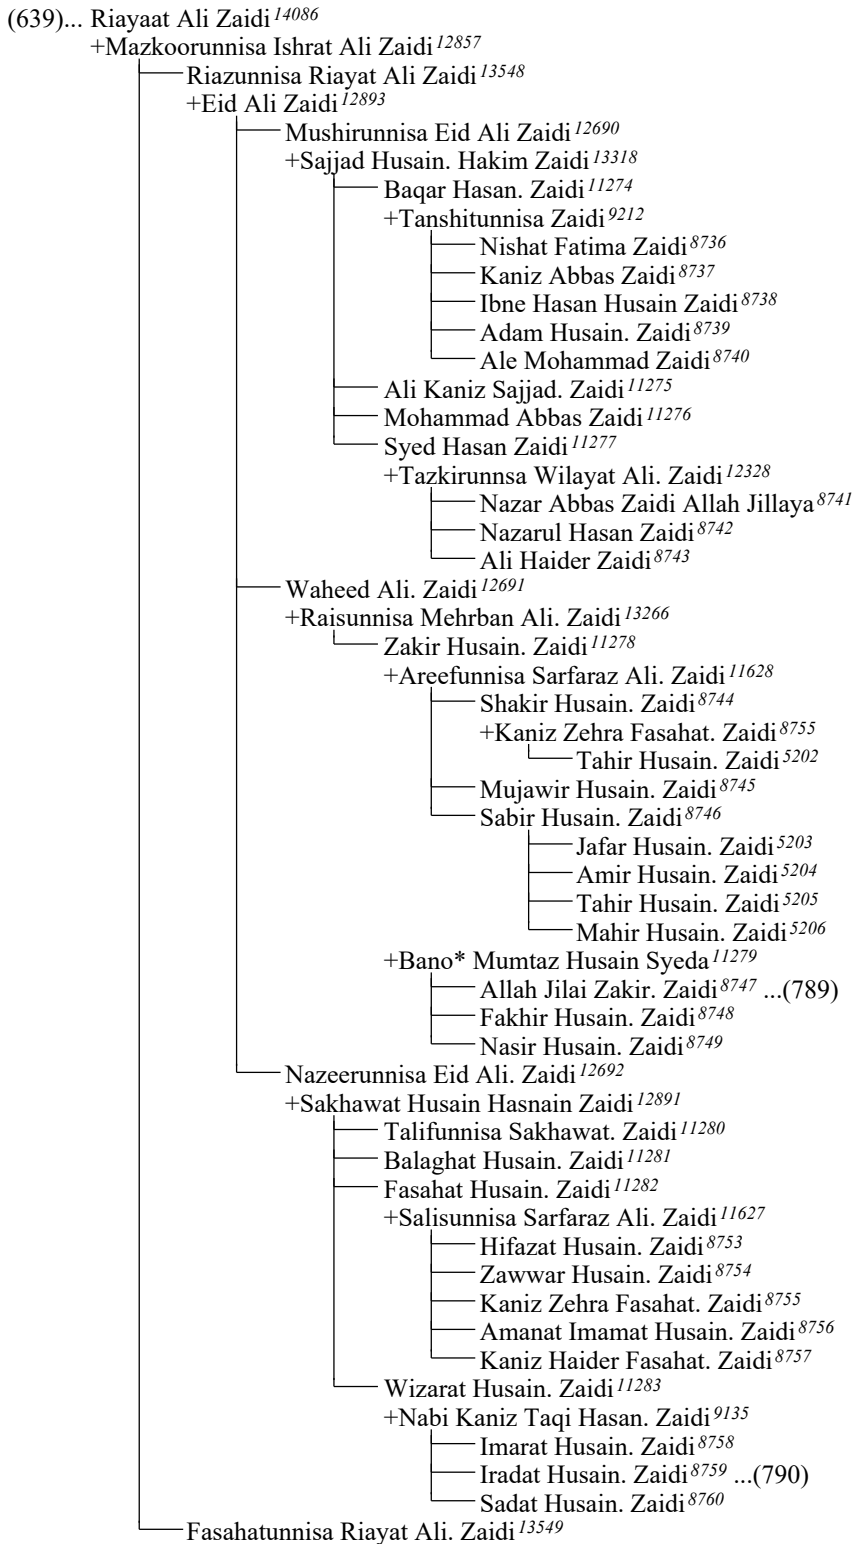 (639)... Riayaat Ali Zaidi 14086
+Mazkoorunnisa Ishrat Ali Zaidi 12857
Riazunnisa Riayat Ali Zaidi 13548
+Eid Ali Zaidi 12893
Mushirunnisa Eid Ali Zaidi 12690
+Sajjad Husain. Hakim Zaidi 13318
Baqar Hasan. Zaidi 11274
+Tanshitunnisa Zaidi 9212
Nishat Fatima Zaidi 8736
Kaniz Abbas Zaidi 8737
Ibne Hasan Husain Zaidi 8738
Adam Husain. Zaidi 8739
Ale Mohammad Zaidi 8740
Ali Kaniz Sajjad. Zaidi 11275
Mohammad Abbas Zaidi 11276
Syed Hasan Zaidi 11277
+Tazkirunnsa Wilayat Ali. Zaidi 12328
Nazar Abbas Zaidi Allah Jillaya 8741
Nazarul Hasan Zaidi 8742
Ali Haider Zaidi 8743
Waheed Ali. Zaidi 12691
+Raisunnisa Mehrban Ali. Zaidi 13266
Zakir Husain. Zaidi 11278
+Areefunnisa Sarfaraz Ali. Zaidi 11628
Shakir Husain. Zaidi 8744
+Kaniz Zehra Fasahat. Zaidi 8755
Tahir Husain. Zaidi 5202
Mujawir Husain. Zaidi 8745
Sabir Husain. Zaidi 8746
Jafar Husain. Zaidi 5203
Amir Husain. Zaidi 5204
Tahir Husain. Zaidi 5205
Mahir Husain. Zaidi 5206
+Bano* Mumtaz Husain Syeda 11279
Allah Jilai Zakir. Zaidi 8747 ...(789)
Fakhir Husain. Zaidi 8748
Nasir Husain. Zaidi 8749
Nazeerunnisa Eid Ali. Zaidi 12692
+Sakhawat Husain Hasnain Zaidi 12891
Talifunnisa Sakhawat. Zaidi 11280
Balaghat Husain. Zaidi 11281
Fasahat Husain. Zaidi 11282
+Salisunnisa Sarfaraz Ali. Zaidi 11627
Hifazat Husain. Zaidi 8753
Zawwar Husain. Zaidi 8754
Kaniz Zehra Fasahat. Zaidi 8755
Amanat Imamat Husain. Zaidi 8756
Kaniz Haider Fasahat. Zaidi 8757
Wizarat Husain. Zaidi 11283
+Nabi Kaniz Taqi Hasan. Zaidi 9135
Imarat Husain. Zaidi 8758
Iradat Husain. Zaidi 8759 ...(790)
Sadat Husain. Zaidi 8760
Fasahatunnisa Riayat Ali. Zaidi 13549